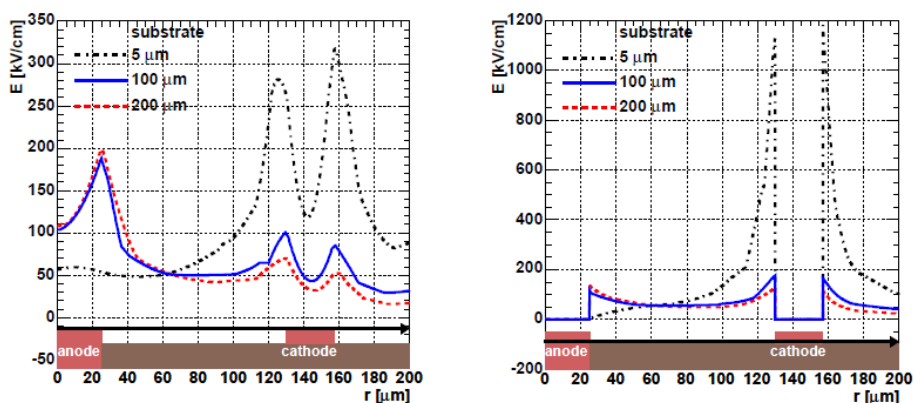 E [kV/cm]
350
300
250
200
150
100
50
0
-50
substrate
5 μm
100 μm
200 μm
anode
cathode
0 20 40 60 80 100 120 140 160 180 200
r [μm]
E [kV/cm]
1200
1000
800
600
400
200
0
-200
substrate
5 μm
100 μm
200 μm
anode
cathode
0 20 40 60 80 100 120 140 160 180 200
r [μm]